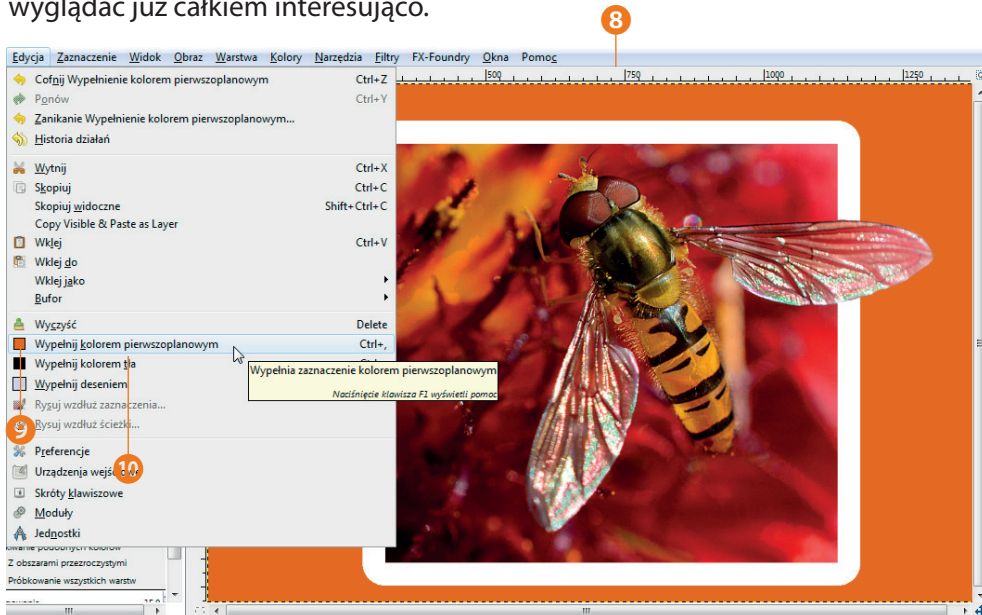 wyglądać już całkiem interesująco.
8
Edycja Zaznaczenie Widok Obraz Warstwa Kolory Narzędzia Filtry FX-Foundry Okna Pomoc
500 750 1000 1250
Cofnij Wypełnienie kolorem pierwszoplanowym Ctrl+Z
Ponów Ctrl+Y
Zanikanie Wypełnienie kolorem pierwszoplanowym...
Historia działań
Wytnij Ctrl+X
Skopiuj Ctrl+C
Skopiuj widoczne Shift+Ctrl+C
Copy Visible & Paste as Layer
Wklej Ctrl+V
Wklej do
Wklej jako
Bufor
Wyczyść Delete
Wypełnij kolorem pierwszoplanowym Ctrl+,
Wypełnij kolorem tła
Wypełnia zaznaczenie kolorem pierwszoplanowym
Wypełnij deseniem
Naciśnięcie klawisza F1 wyświetli pomoc
Rysuj wzdłuż zaznaczenia...
9 Rysuj wzdłuż ścieżki...
Preferencje
Urządzenia
10
Skróty klawiszowe
Moduły
Jednostki
podobnych kolorów
Z obszarami przezroczystymi
Próbkowanie wszystkich warstw